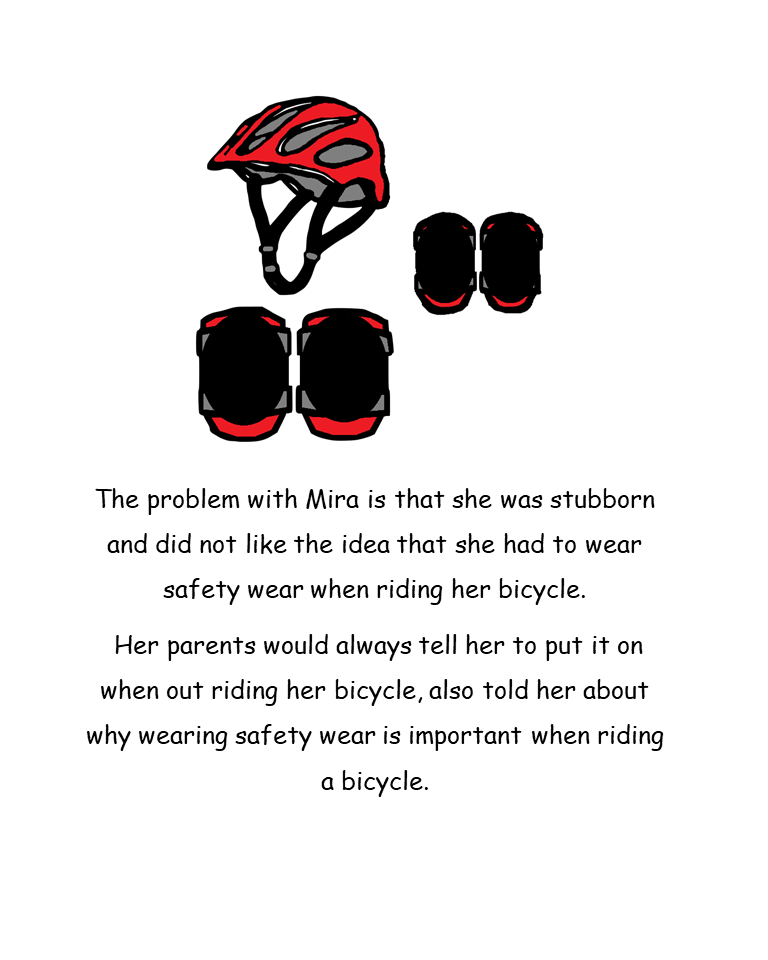 The problem with Mira is that she was stubborn
and did not like the idea that she had to wear
safety wear when riding her bicycle.
Her parents would always tell her to put it on
when out riding her bicycle, also told her about
why wearing safety wear is important when riding
a bicycle.